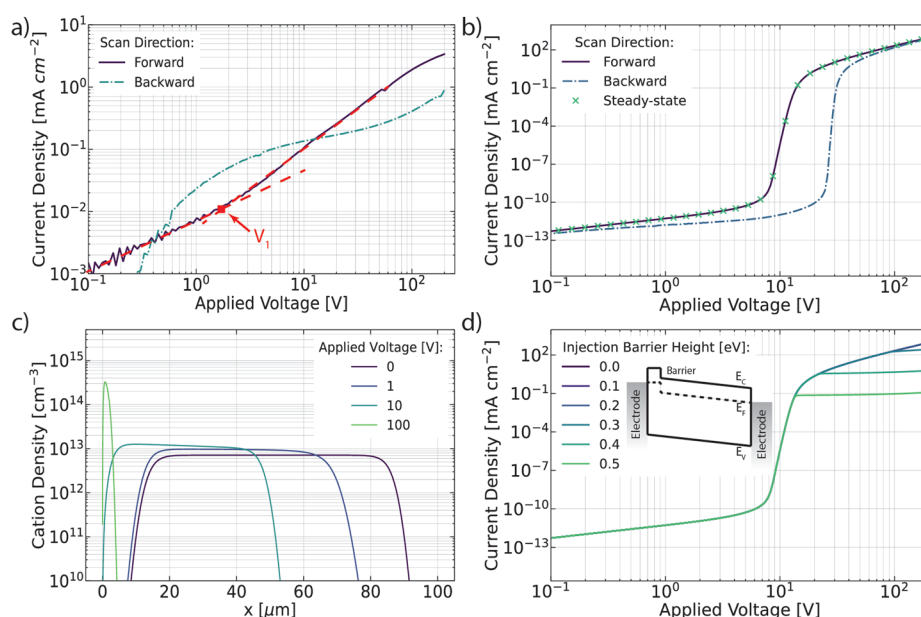 a)
10^1
10^0
10^-1
10^-2
10^-3
Current Density [mA cm^-2]
Scan Direction:
Forward
Backward
V_1
10^-1
10^0
10^1
10^2
Applied Voltage [V]
b)
10^2
10^-1
10^-4
10^-7
10^-10
10^-13
Current Density [mA cm^-2]
Scan Direction:
Forward
Backward
Steady-state
10^-1
10^0
10^1
10^2
Applied Voltage [V]
c)
10^15
10^14
10^13
10^12
10^11
10^10
Cation Density [cm^-3]
Applied Voltage [V]:
0
1
10
100
0
20
40
60
80
100
x [μm]
d)
10^2
10^-1
10^-4
10^-7
10^-10
10^-13
Current Density [mA cm^-2]
Injection Barrier Height [eV]:
0.0
0.1
0.2
0.3
0.4
0.5
Barrier
E_C
E_F
E_V
Electrode
Electrode
10^-1
10^0
10^1
10^2
Applied Voltage [V]